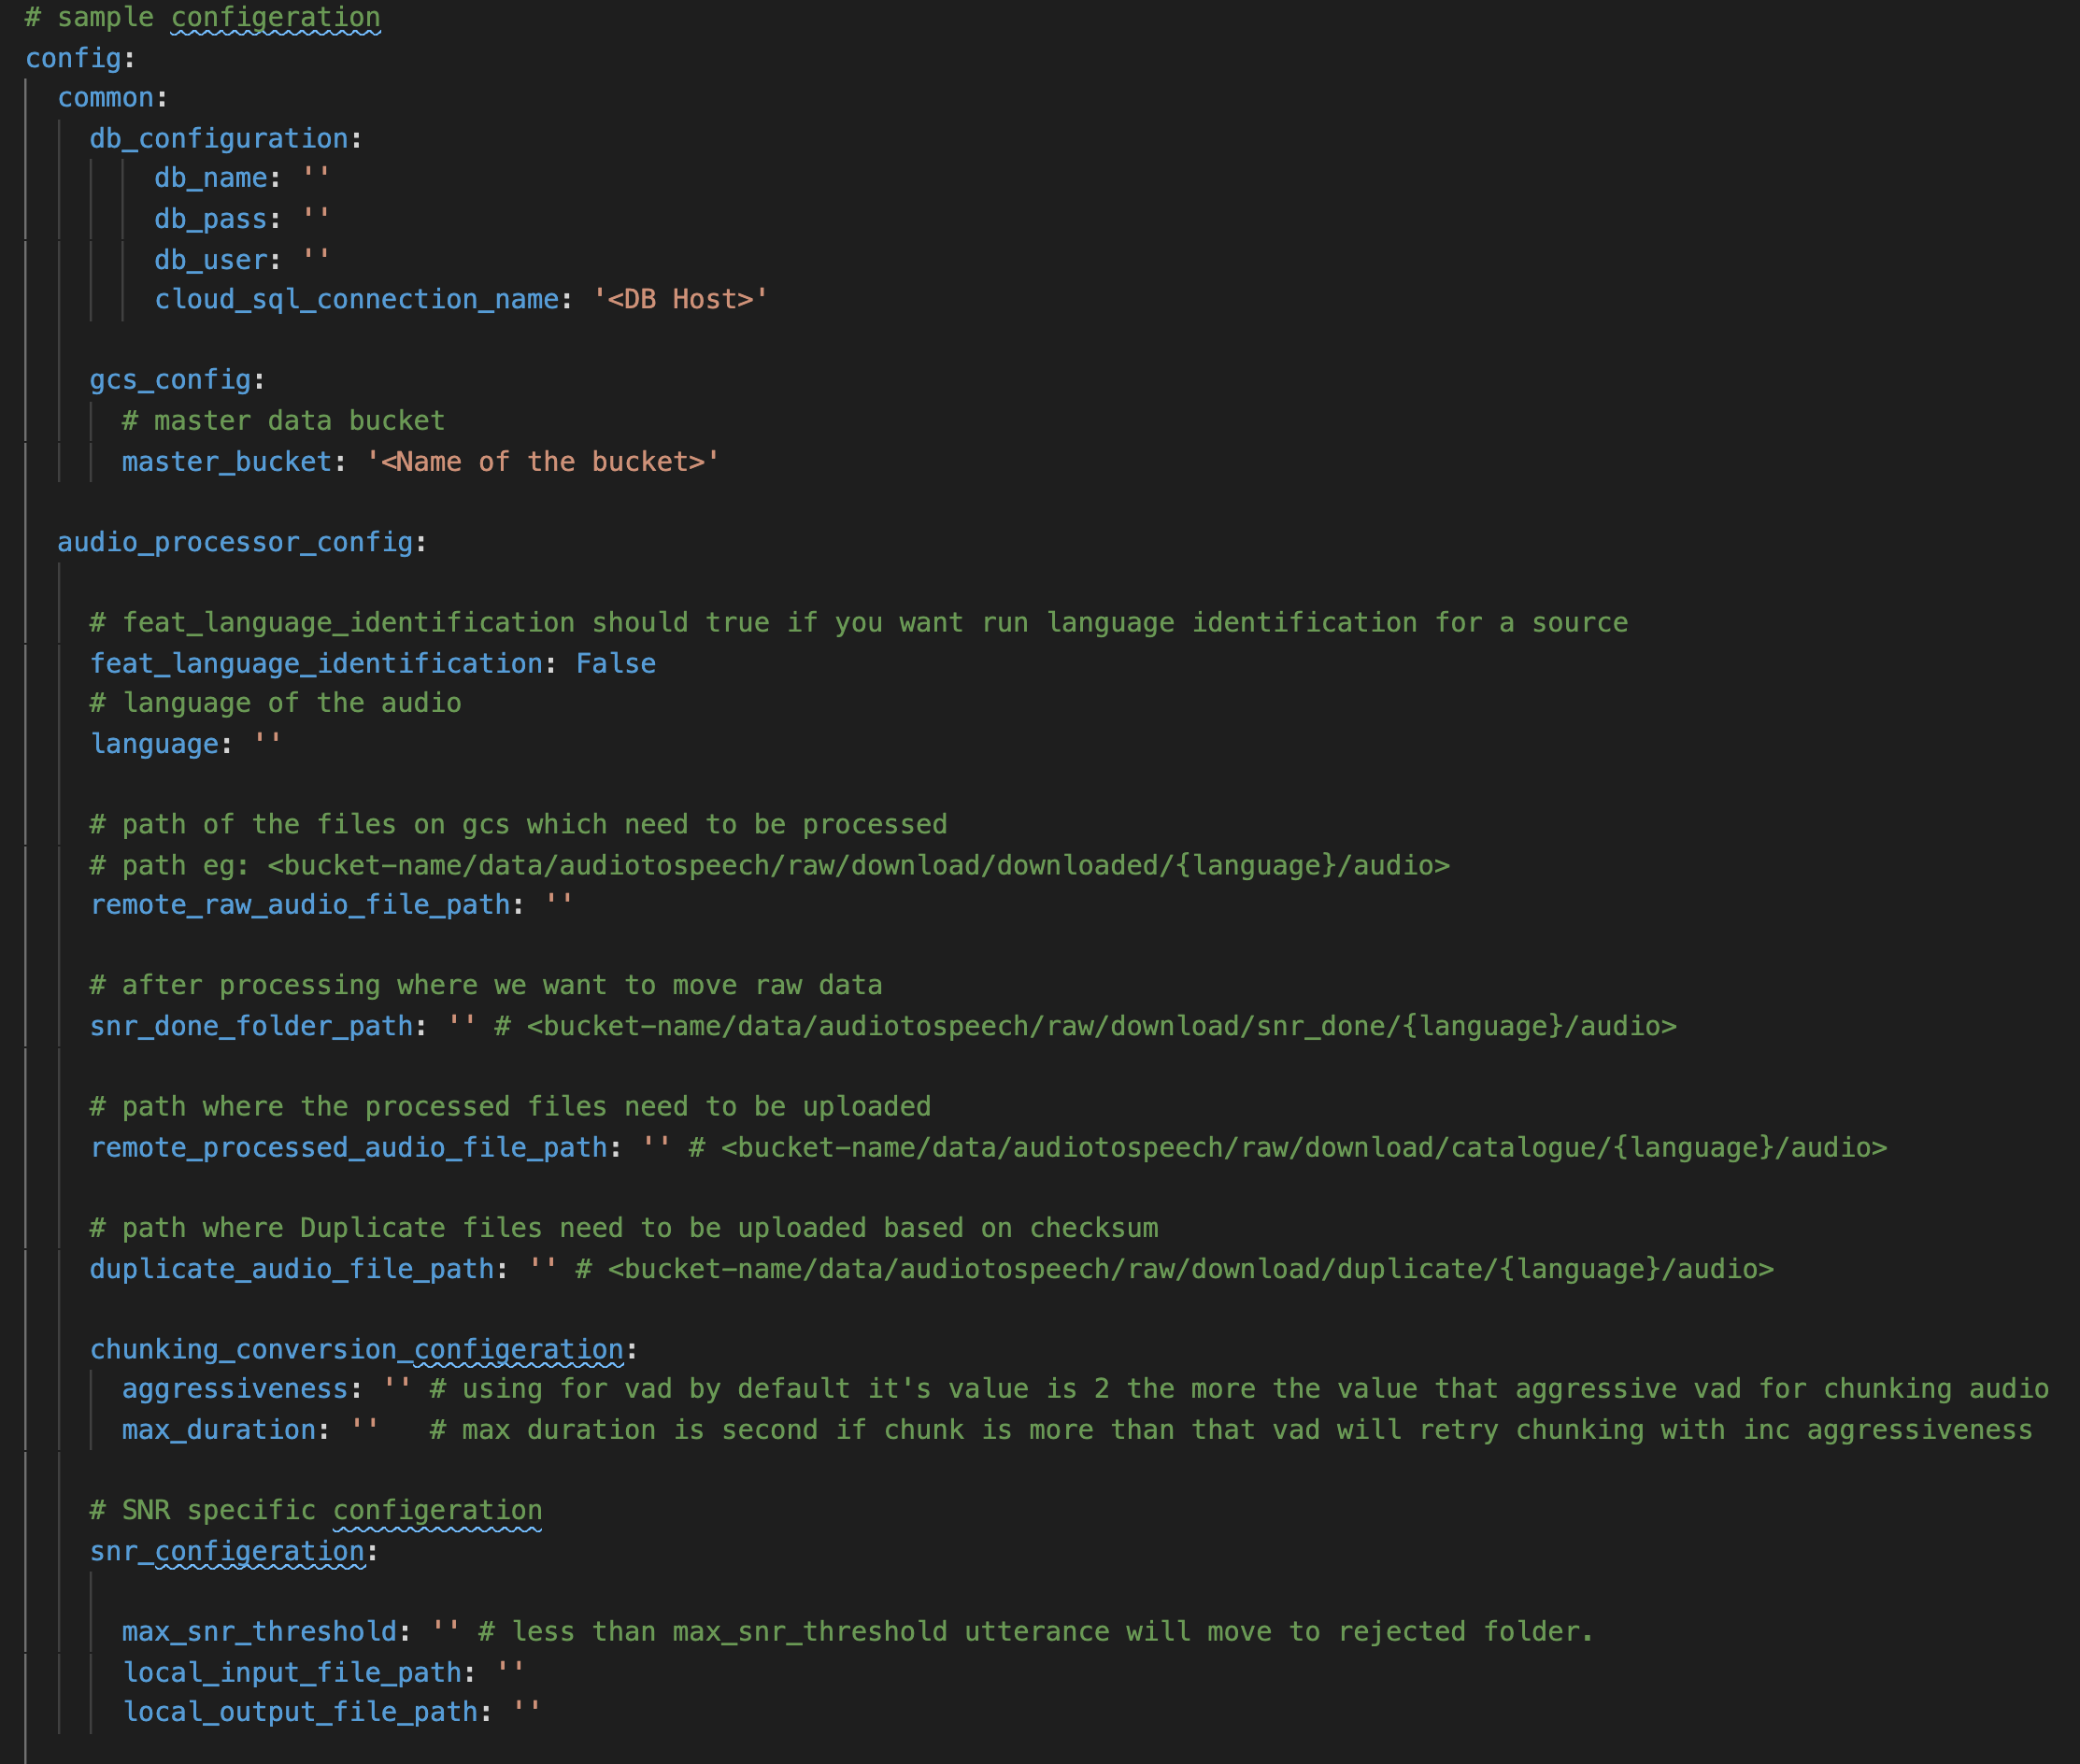 # sample configeration
config:
  common:
    db_configuration:
        db_name: ''
        db_pass: ''
        db_user: ''
        cloud_sql_connection_name: '<DB Host>'

    gcs_config:
      # master data bucket
      master_bucket: '<Name of the bucket>'

  audio_processor_config:

    # feat_language_identification should true if you want run language identification for a source
    feat_language_identification: False
    # language of the audio
    language: ''

    # path of the files on gcs which need to be processed
    # path eg: <bucket-name/data/audiotospeech/raw/download/downloaded/{language}/audio>
    remote_raw_audio_file_path: ''

    # after processing where we want to move raw data
    snr_done_folder_path: '' # <bucket-name/data/audiotospeech/raw/download/snr_done/{language}/audio>

    # path where the processed files need to be uploaded
    remote_processed_audio_file_path: '' # <bucket-name/data/audiotospeech/raw/download/catalogue/{language}/audio>

    # path where Duplicate files need to be uploaded based on checksum
    duplicate_audio_file_path: '' # <bucket-name/data/audiotospeech/raw/download/duplicate/{language}/audio>

    chunking_conversion_configeration:
      aggressiveness: '' # using for vad by default it's value is 2 the more the value that aggressive vad for chunking audio
      max_duration: ''   # max duration is second if chunk is more than that vad will retry chunking with inc aggressiveness

    # SNR specific configeration
    snr_configeration:

      max_snr_threshold: '' # less than max_snr_threshold utterance will move to rejected folder.
      local_input_file_path: ''
      local_output_file_path: ''